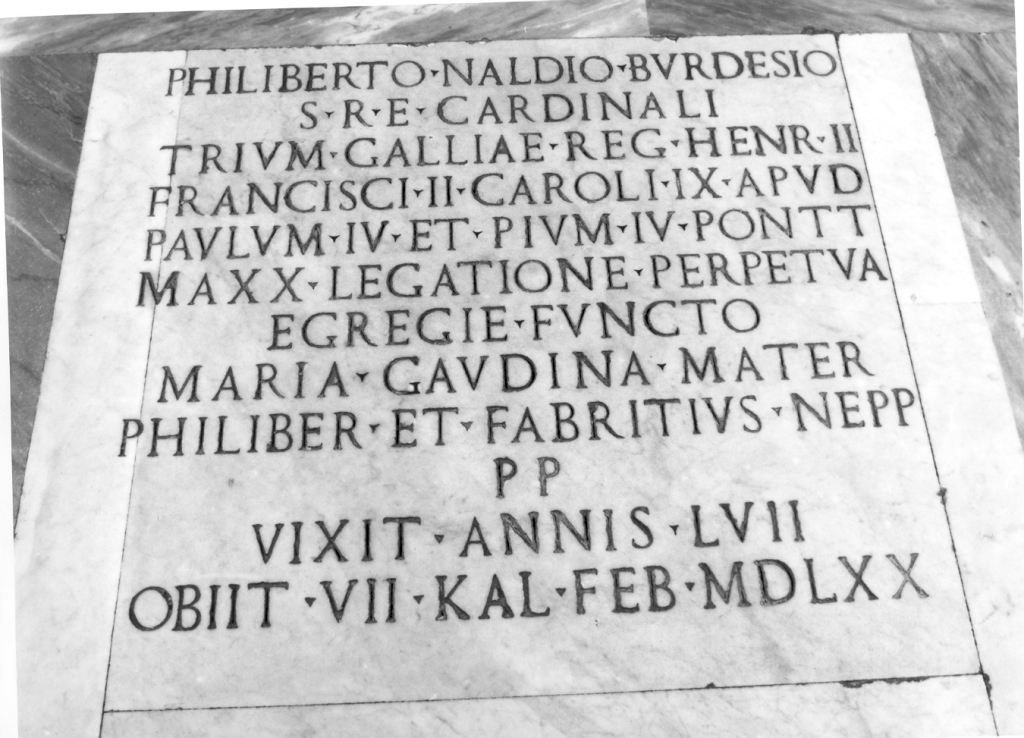 PHILIBERTO·NALDIO·BVRDESIO
S·R·E·CARDINALI
TRIVM·GALLIAE·REG·HENR·II
FRANCISCI·II·CAROLI·IX·APVD
PAVLVM·IV·ET·PIVM·IV·PONTT
MAXX·LEGATIONE·PERPETVA
EGREGIE·FVNCTO
MARIA·GAVDINA·MATER
PHILIBER·ET·FABRITIVS·NEPP
PP
VIXIT·ANNIS·LVII
OBIIT·VII·KAL·FEB·MDLXX